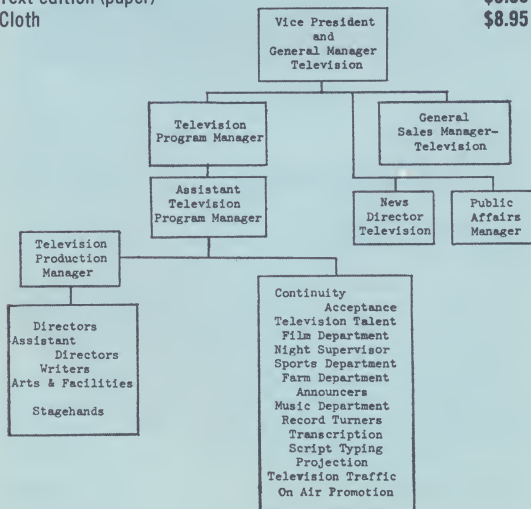 Cloth
$8.95
Vice President
and
General Manager
Television
Television
Program Manager
General
Sales Manager-
Television
Assistant
Television
Program Manager
News
Director
Television
Public
Affairs
Manager
Television
Production
Manager
Directors
Assistant
Directors
Writers
Arts & Facilities
Stagehands
Continuity
Acceptance
Television Talent
Film Department
Night Supervisor
Sports Department
Farm Department
Announcers
Music Department
Record Turners
Transcription
Script Typing
Projection
Television Traffic
On Air Promotion